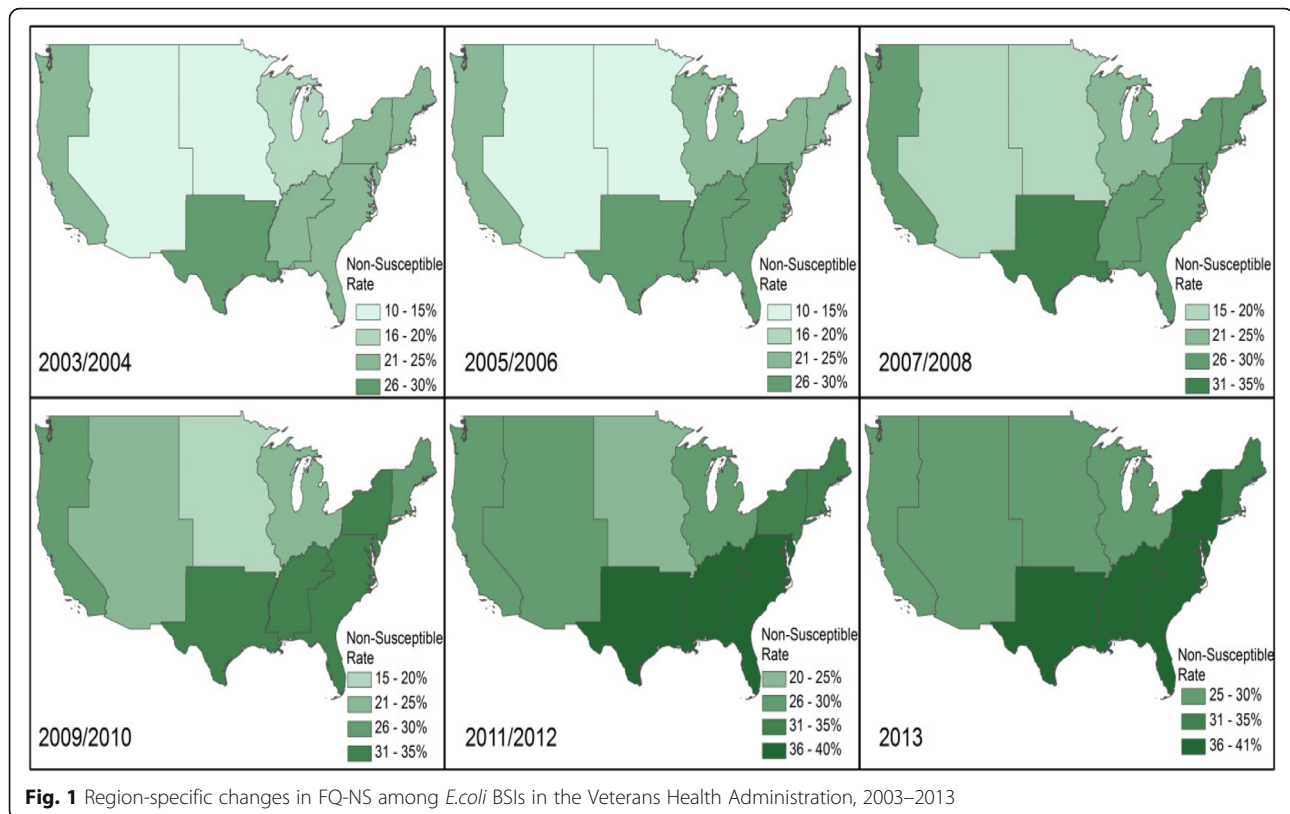 Non-Susceptible
Rate
10 - 15%
16 - 20%
21 - 25%
26 - 30%
2003/2004
Non-Susceptible
Rate
10 - 15%
16 - 20%
21 - 25%
26 - 30%
2005/2006
Non-Susceptible
Rate
15 - 20%
21 - 25%
26 - 30%
31 - 35%
2007/2008
Non-Susceptible
Rate
15 - 20%
21 - 25%
26 - 30%
31 - 35%
2009/2010
Non-Susceptible
Rate
20 - 25%
26 - 30%
31 - 35%
36 - 40%
2011/2012
Non-Susceptible
Rate
25 - 30%
31 - 35%
36 - 41%
2013
Fig. 1 Region-specific changes in FQ-NS among E.coli BSIs in the Veterans Health Administration, 2003–2013